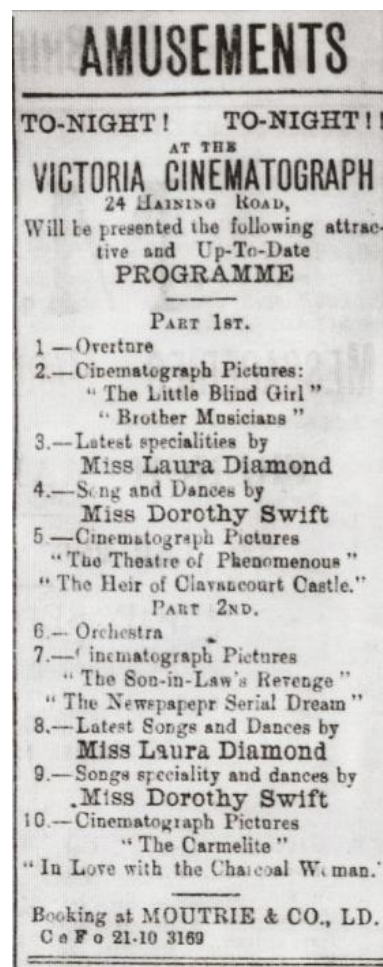 AMUSEMENTS
TO-NIGHT! TO-NIGHT!!
AT THE
VICTORIA CINEMATOGRAPH
24 HAINING ROAD,
Will be presented the following attrac-
tive and Up-To-Date
PROGRAMME
PART 1ST.
1—Overture
2.—Cinematograph Pictures:
"The Little Blind Girl"
"Brother Musicians"
3.—Latest specialities by
Miss Laura Diamond
4.—Song and Dances by
Miss Dorothy Swift
5—Cinematograph Pictures
"The Theatre of Phenomenous"
"The Heir of Clavancourt Castle."
PART 2ND.
6.—Orchestra
7.—Cinematograph Pictures
"The Son-in-Law's Revenge"
"The Newspapepr Serial Dream"
8.—Latest Songs and Dances by
Miss Laura Diamond
9.—Songs speciality and dances by
Miss Dorothy Swift
10.—Cinematograph Pictures
"The Carmelite"
"In Love with the Charcoal Woman."
Booking at MOUTRIE & CO., LD.
C a F o 21-10 3169